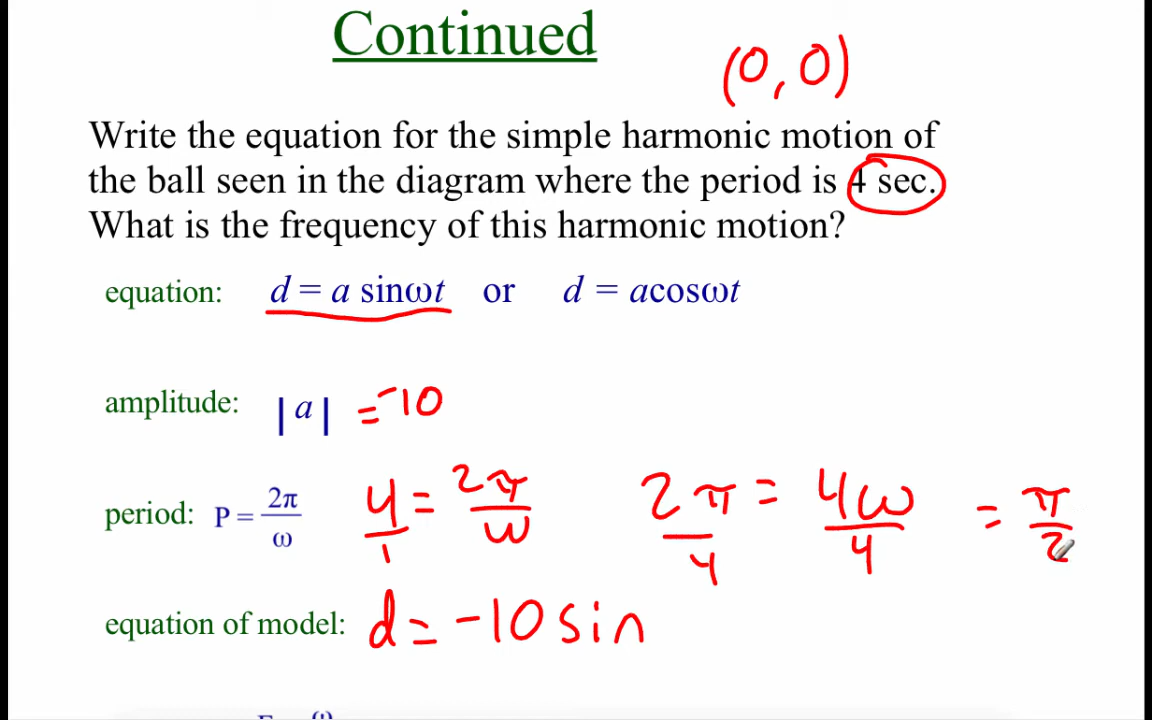 Continued
(0,0)
Write the equation for the simple harmonic motion of
the ball seen in the diagram where the period is 4 sec.
What is the frequency of this harmonic motion?
equation: d = a sinωt or d = acosωt
amplitude: |a| = -10
period: P = 2π/ω 4/1 = 2π/ω 2π/4 = 4ω/4 = π/2
equation of model: d = -10 sin